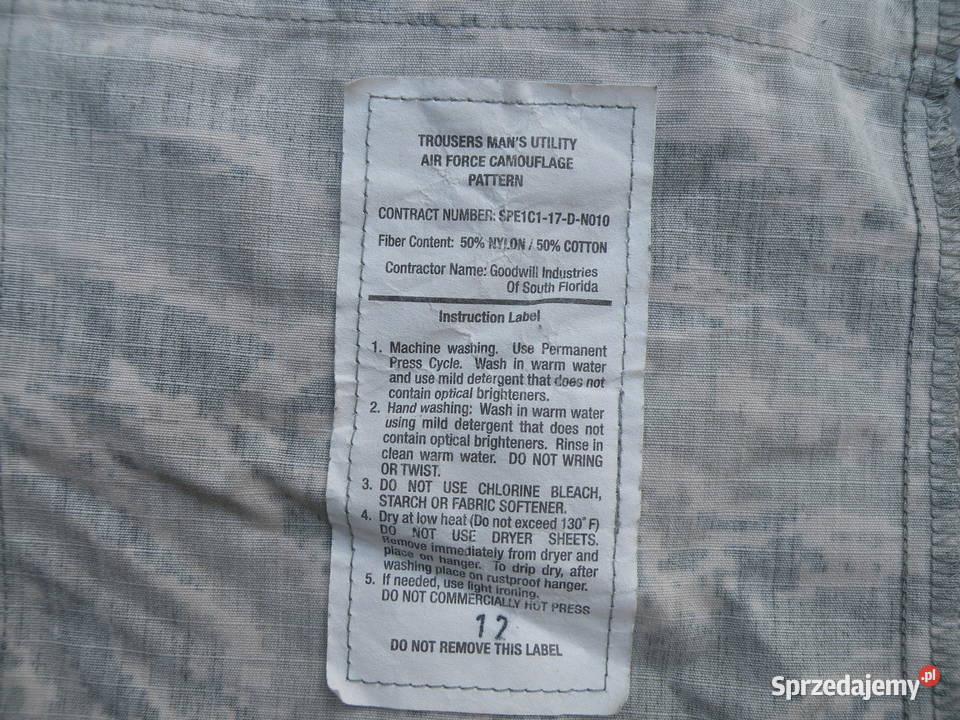 TROUSERS MAN'S UTILITY
AIR FORCE CAMOUFLAGE
PATTERN
CONTRACT NUMBER: SPE1C1-17-D-N010
Fiber Content: 50% NYLON / 50% COTTON
Contractor Name: Goodwill Industries
Of South Florida
Instruction Label
1. Machine washing. Use Permanent
Press Cycle. Wash in warm water
and use mild detergent that does not
contain optical brighteners.
2. Hand washing: Wash in warm water
using mild detergent that does not
contain optical brighteners. Rinse in
clean warm water. DO NOT WRING
OR TWIST.
3. DO NOT USE CHLORINE BLEACH,
STARCH OR FABRIC SOFTENER.
4. Dry at low heat (Do not exceed 130° F)
DO NOT USE DRYER SHEETS.
Remove immediately from dryer and
place on hanger. To drip dry, after
washing place on rustproof hanger.
5. If needed, use light ironing.
DO NOT COMMERCIALLY HOT PRESS
12
DO NOT REMOVE THIS LABEL
Sprzedajemy.pl